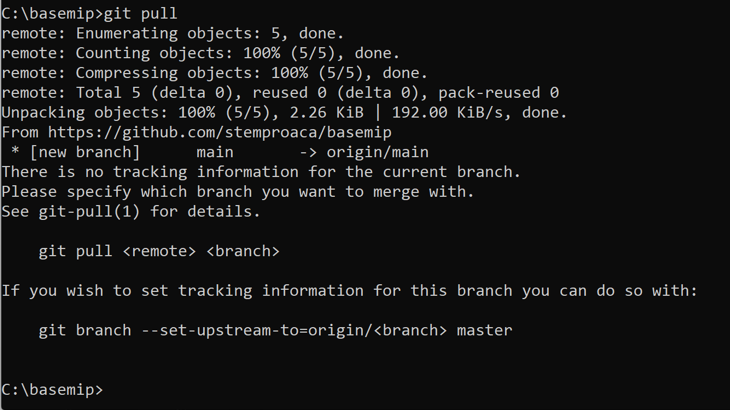 C:\basemip>git pull
remote: Enumerating objects: 5, done.
remote: Counting objects: 100% (5/5), done.
remote: Compressing objects: 100% (5/5), done.
remote: Total 5 (delta 0), reused 0 (delta 0), pack-reused 0
Unpacking objects: 100% (5/5), 2.26 KiB | 192.00 KiB/s, done.
From https://github.com/stemproaca/basemip
 * [new branch]      main       -> origin/main
There is no tracking information for the current branch.
Please specify which branch you want to merge with.
See git-pull(1) for details.

    git pull <remote> <branch>

If you wish to set tracking information for this branch you can do so with:

    git branch --set-upstream-to=origin/<branch> master

C:\basemip>